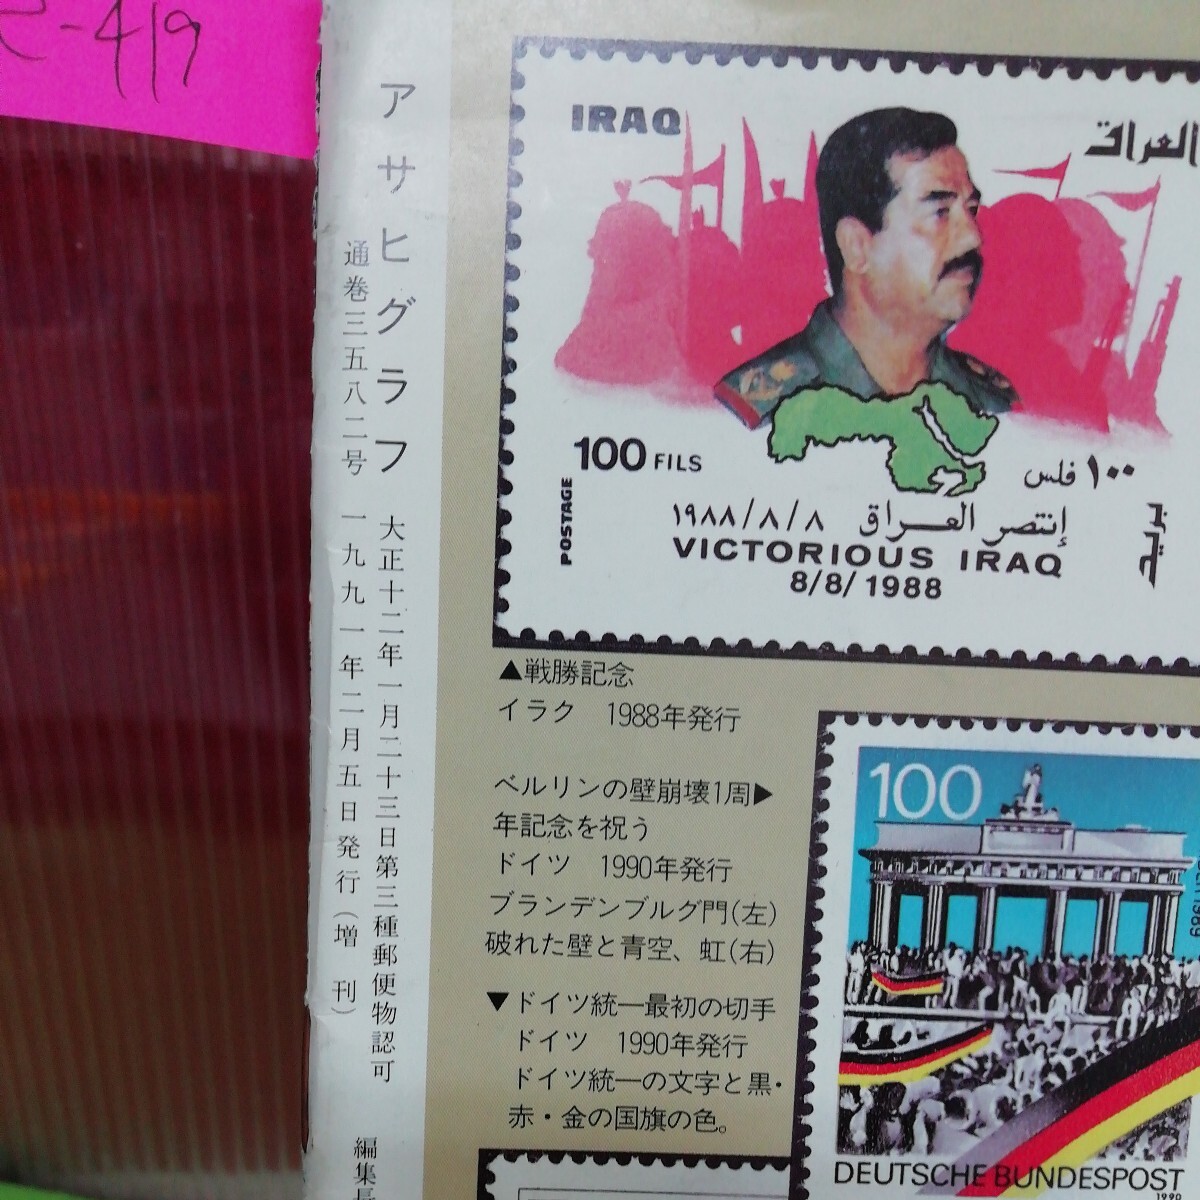 -419
アサヒグラフ 大正十二年一月二十三日第三種郵便物認可
通巻三五八二号 一九九一年二月五日発行(増刊)
編集長
IRAQ
العراق
100 FILS
١٠٠ فلس
POSTAGE
بريد
إنتصر العراق ١٩٨٨/٨/٨
VICTORIOUS IRAQ
8/8/1988
▲戦勝記念
イラク 1988年発行
ベルリンの壁崩壊1周▶
年記念を祝う
ドイツ 1990年発行
ブランデンブルグ門(左)
破れた壁と青空、虹(右)
▼ドイツ統一最初の切手
ドイツ 1990年発行
ドイツ統一の文字と黒・
赤・金の国旗の色。
100
DEUTSCHE BUNDESPOST
1990